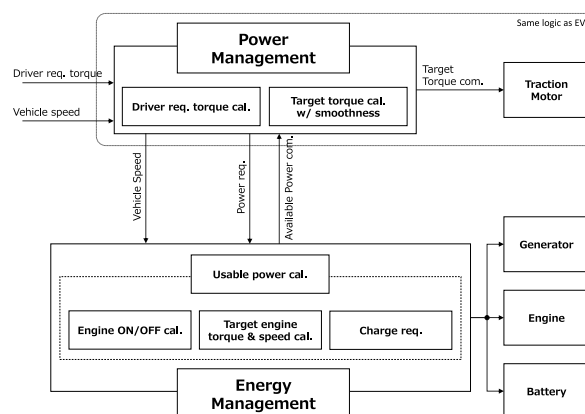 Same logic as EV
Power
Management
Driver req. torque
Vehicle speed
Driver req. torque cal.
Target torque cal.
w/ smoothness
Target
Torque com.
Traction
Motor
Vehicle Speed
Power req.
Available Power com.
Usable power cal.
Engine ON/OFF cal.
Target engine
torque & speed cal.
Charge req.
Energy
Management
Generator
Engine
Battery